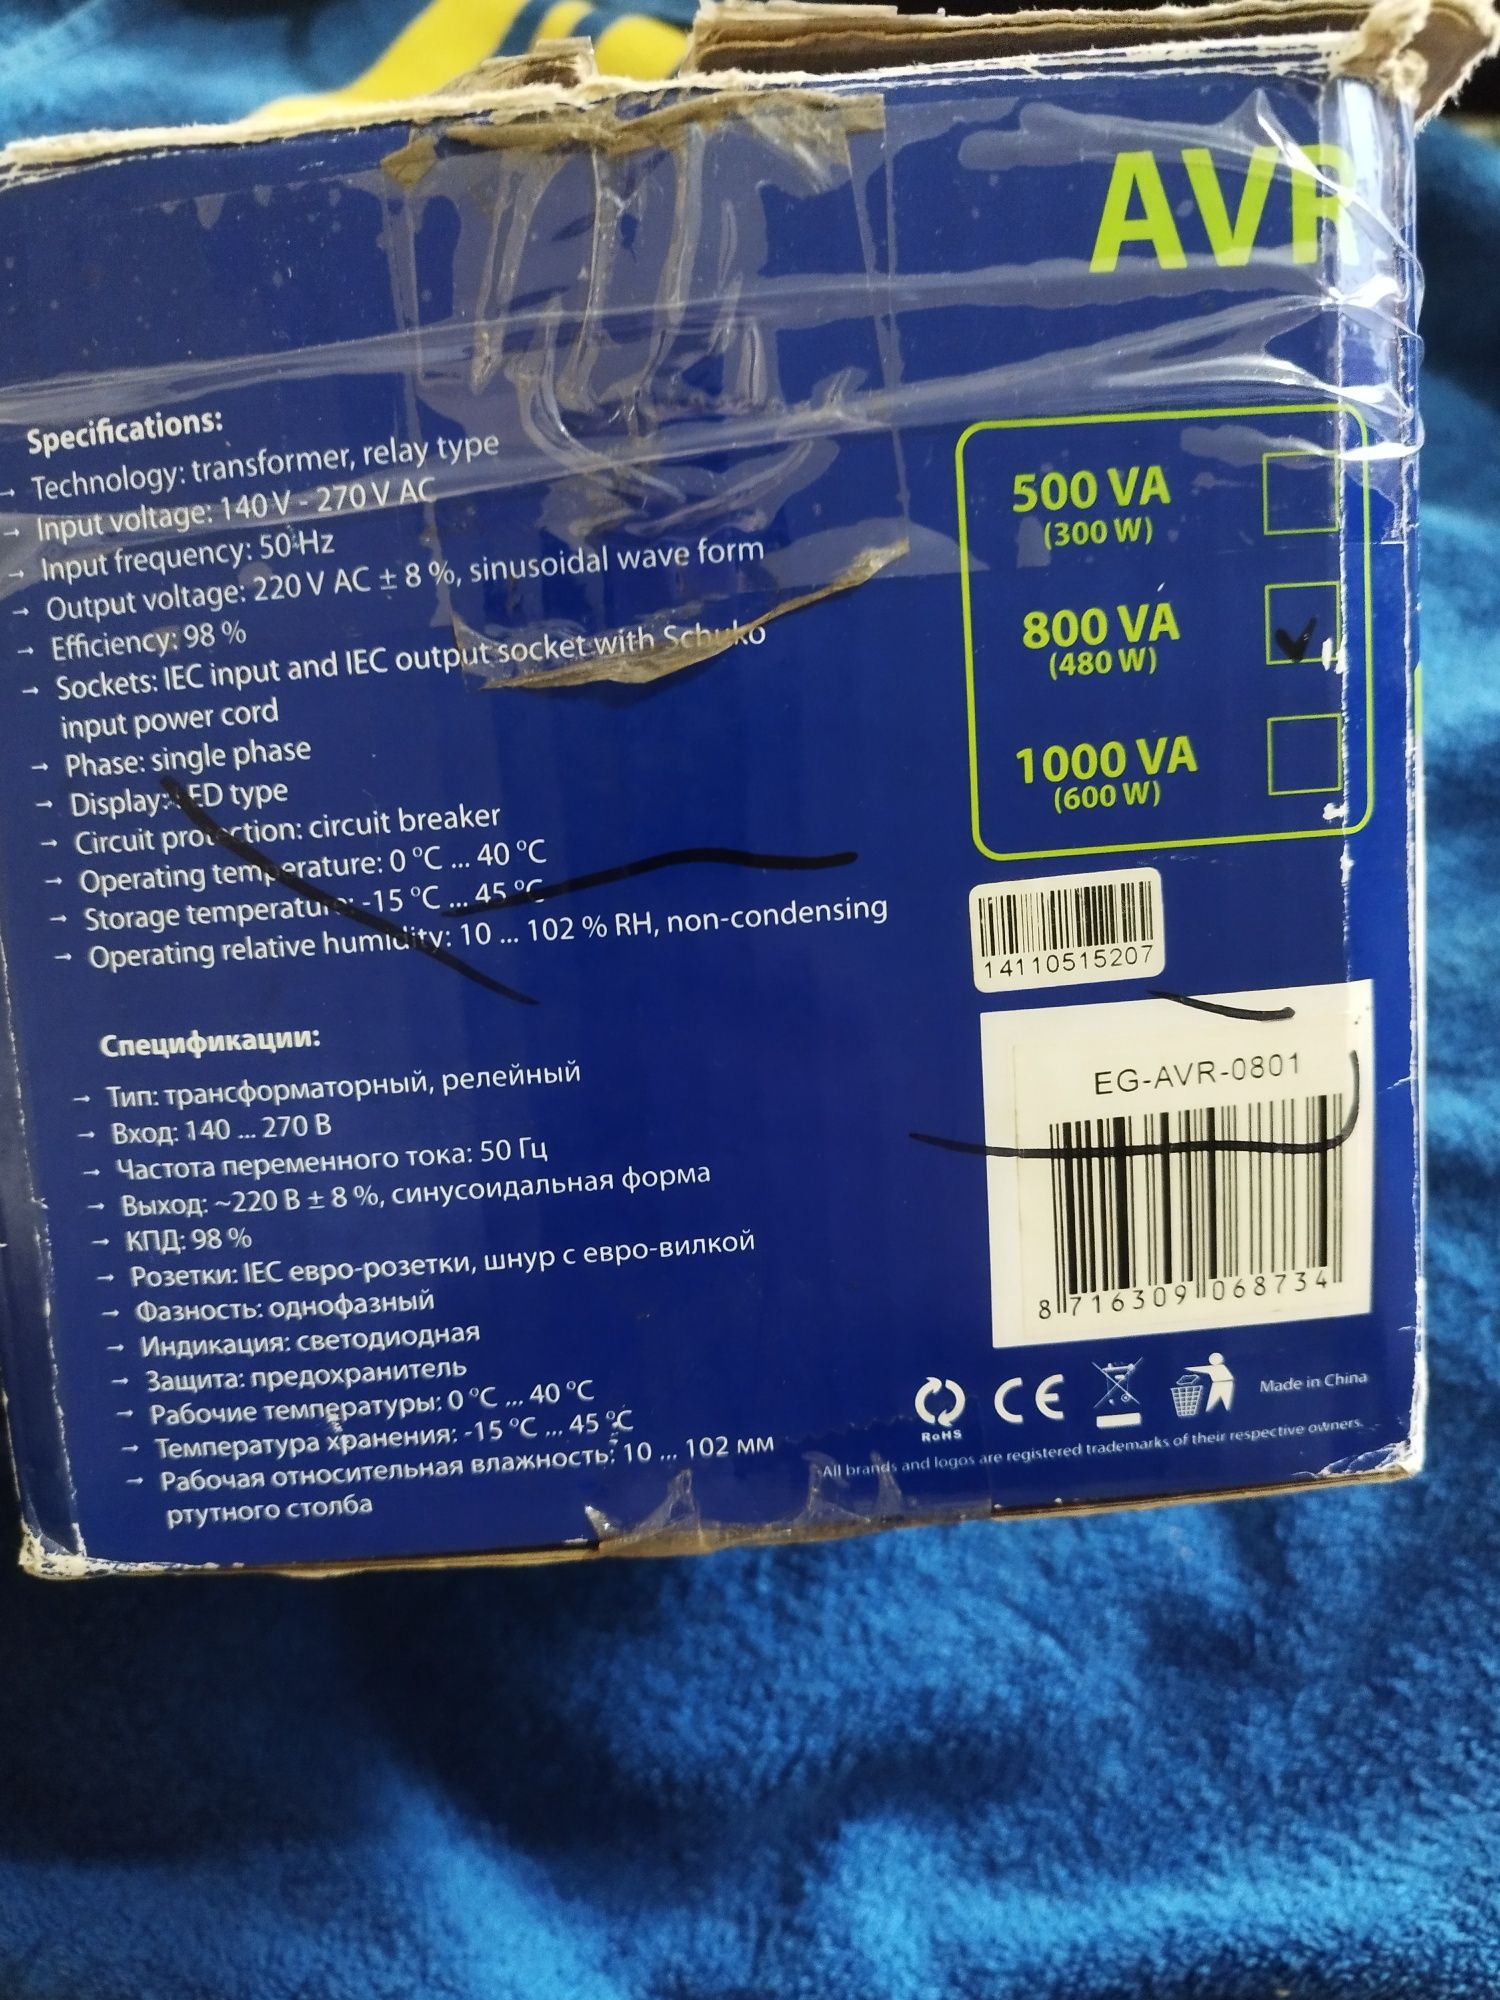 AVR
Specifications:
→ Technology: transformer, relay type
→ Input voltage: 140 V - 270 V AC
→ Input frequency: 50 Hz
→ Output voltage: 220 V AC ± 8 %, sinusoidal wave form
→ Efficiency: 98 %
→ Sockets: IEC input and IEC output socket with Schuko
input power cord
→ Phase: single phase
→ Display: LED type
→ Circuit protection: circuit breaker
→ Operating temperature: 0 °C ... 40 °C
→ Storage temperature: -15 °C ... 45 °C
→ Operating relative humidity: 10 ... 102 % RH, non-condensing
Спецификации:
→ Тип: трансформаторный, релейный
→ Вход: 140 ... 270 В
→ Частота переменного тока: 50 Гц
→ Выход: ~220 В ± 8 %, синусоидальная форма
→ КПД: 98 %
→ Розетки: IEC евро-розетки, шнур с евро-вилкой
→ Фазность: однофазный
→ Индикация: светодиодная
→ Защита: предохранитель
→ Рабочие температуры: 0 °C ... 40 °C
→ Температура хранения: -15 °C ... 45 °C
→ Рабочая относительная влажность: 10 ... 102 мм
ртутного столба
500 VA
(300 W)
800 VA
(480 W)
1000 VA
(600 W)
14110515207
EG-AVR-0801
8 716309 068734
RoHS
CE
Made in China
All brands and logos are registered trademarks of their respective owners.